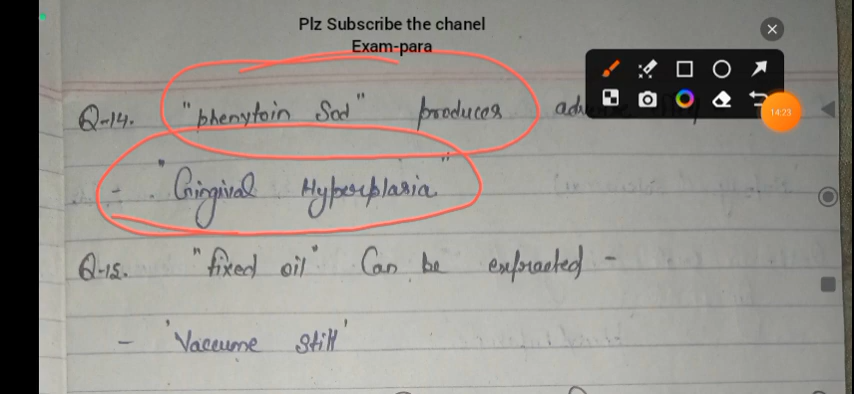 Plz Subscribe the chanel
Exam-para
Q-14. "phenytoin Sod" produces
- "Gingival Hyperplasia"
Q-15. "fixed oil" Can be extracted -
- 'Vaccume Still'
14:23